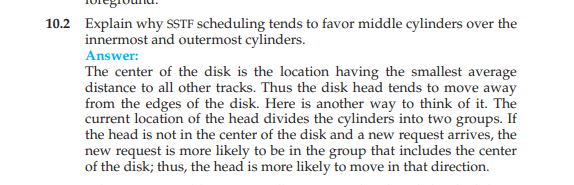 10.2 Explain why SSTF scheduling tends to favor middle cylinders over the
innermost and outermost cylinders.
Answer:
The center of the disk is the location having the smallest average
distance to all other tracks. Thus the disk head tends to move away
from the edges of the disk. Here is another way to think of it. The
current location of the head divides the cylinders into two groups. If
the head is not in the center of the disk and a new request arrives, the
new request is more likely to be in the group that includes the center
of the disk; thus, the head is more likely to move in that direction.